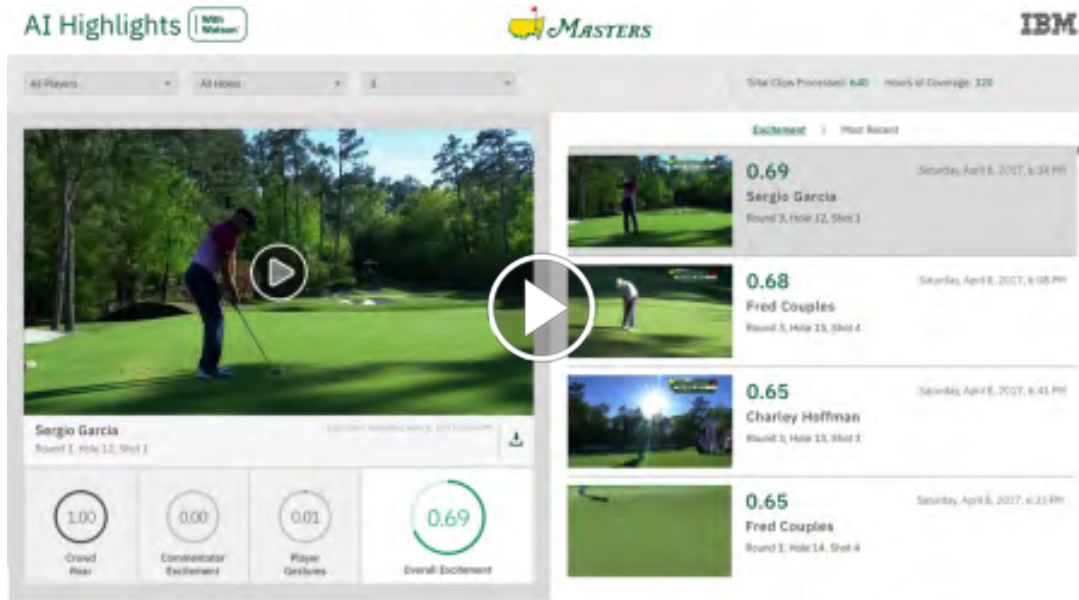 AI Highlights With Watson
MASTERS
IBM
All Players
All Holes
3
Total Clips Processed: 640 Hours of Coverage: 320
Excitement | Most Recent
0.69 Saturday, April 8, 2017, 6:34 PM
Sergio Garcia
Round 3, Hole 12, Shot 1
0.68 Saturday, April 8, 2017, 6:08 PM
Fred Couples
Round 3, Hole 15, Shot 4
0.65 Saturday, April 8, 2017, 6:41 PM
Charley Hoffman
Round 3, Hole 13, Shot 3
0.65 Saturday, April 8, 2017, 6:23 PM
Fred Couples
Round 3, Hole 14, Shot 4
Sergio Garcia
Round 3, Hole 12, Shot 1
1.00
Crowd
Roar
0.00
Commentator
Excitement
0.01
Player
Gestures
0.69
Overall Excitement